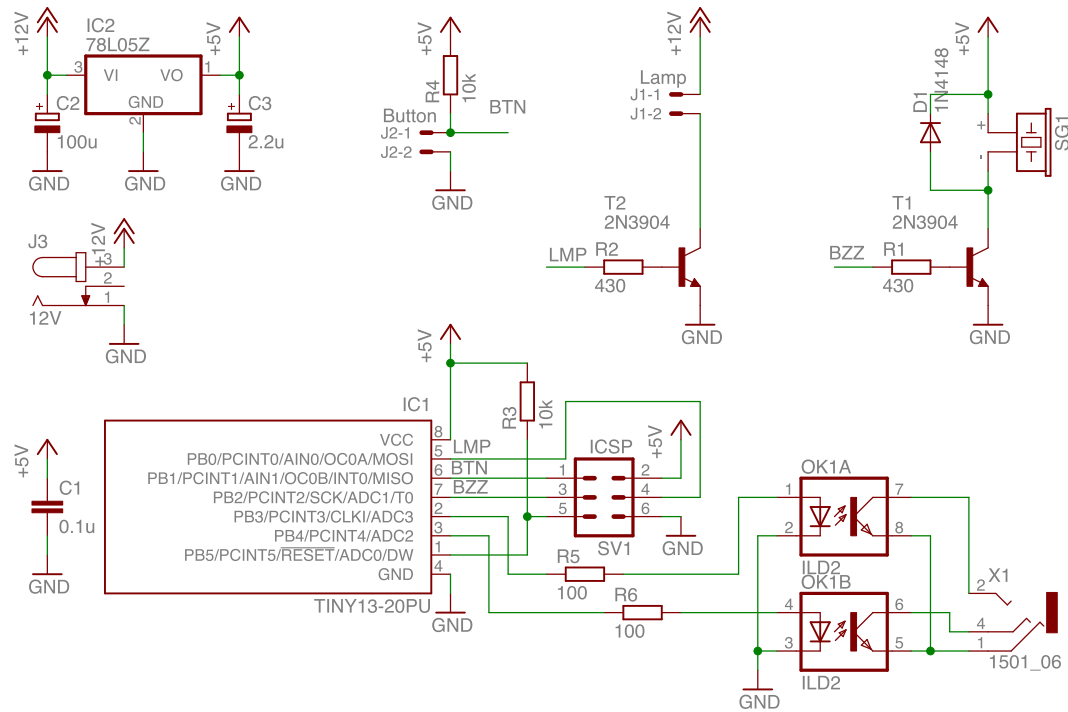 +12V
IC2
78L05Z
+5V
3
VI
VO
1
GND
2
+
C2
100u
+
C3
2.2u
GND
GND
GND
+5V
R4
10k
BTN
Button
J2-1
J2-2
GND
+12V
Lamp
J1-1
J1-2
T2
2N3904
LMP
R2
430
GND
+5V
D1
1N4148
+
-
SG1
T1
2N3904
BZZ
R1
430
GND
J3
+12V
3
2
1
12V
GND
+5V
C1
0.1u
GND
+5V
R3
10k
IC1
VCC
8
PB0/PCINT0/AIN0/OC0A/MOSI
5
LMP
PB1/PCINT1/AIN1/OC0B/INT0/MISO
6
BTN
PB2/PCINT2/SCK/ADC1/T0
7
BZZ
PB3/PCINT3/CLKI/ADC3
2
PB4/PCINT4/ADC2
3
PB5/PCINT5/RESET/ADC0/DW
1
GND
4
TINY13-20PU
GND
ICSP
1
2
3
4
5
6
SV1
+5V
GND
R5
100
R6
100
OK1A
1
7
2
8
ILD2
OK1B
4
6
3
5
ILD2
GND
X1
2
4
1
1501_06